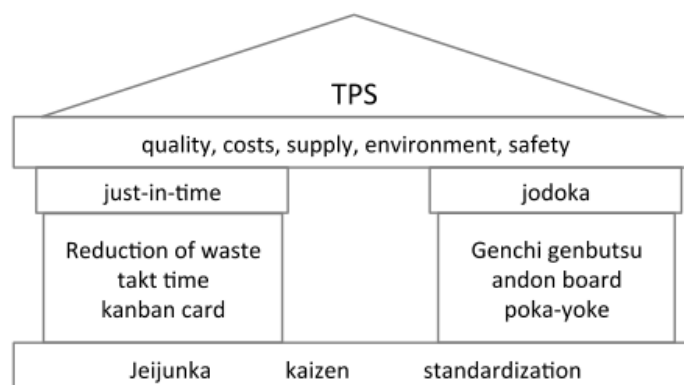 TPS
quality, costs, supply, environment, safety
just-in-time
jodoka
Reduction of waste
takt time
kanban card
Genchi genbutsu
andon board
poka-yoke
Jeijunka kaizen standardization